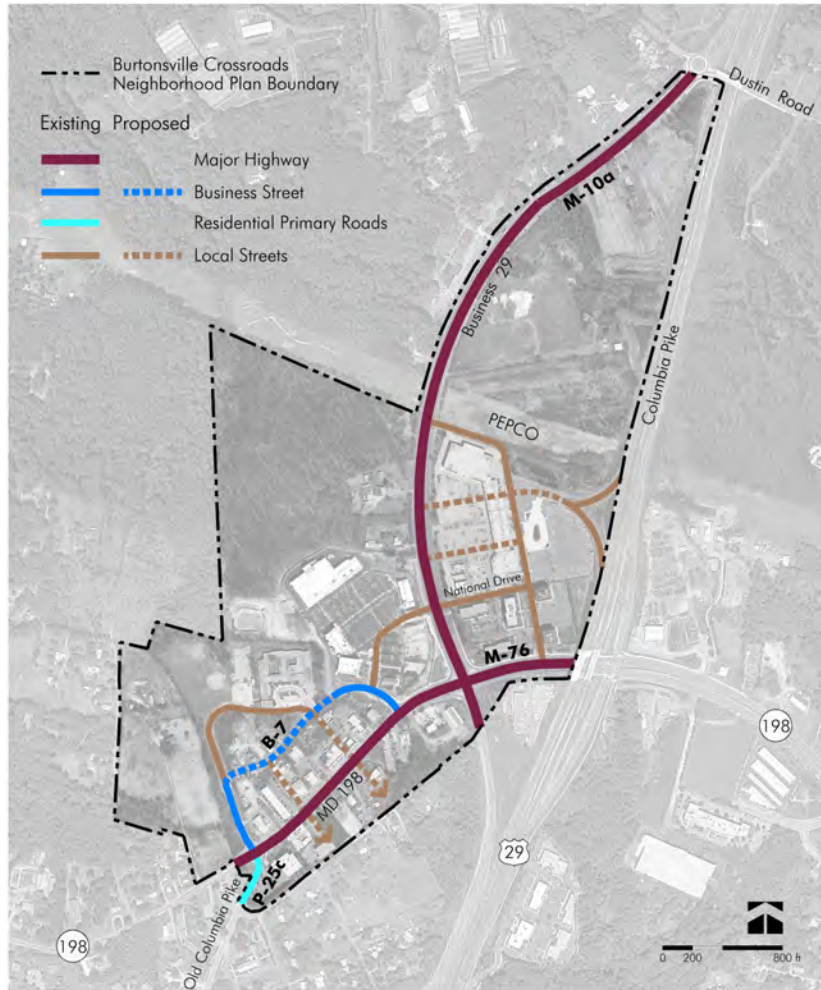 Burtonsville Crossroads
Neighborhood Plan Boundary
Existing Proposed
Major Highway
Business Street
Residential Primary Roads
Local Streets
Dustin Road
M-10a
Business 29
Columbia Pike
PEPCO
National Drive
M-76
198
B-7
MD 198
29
P-25c
Old Columbia Pike
198
0 200 800 ft